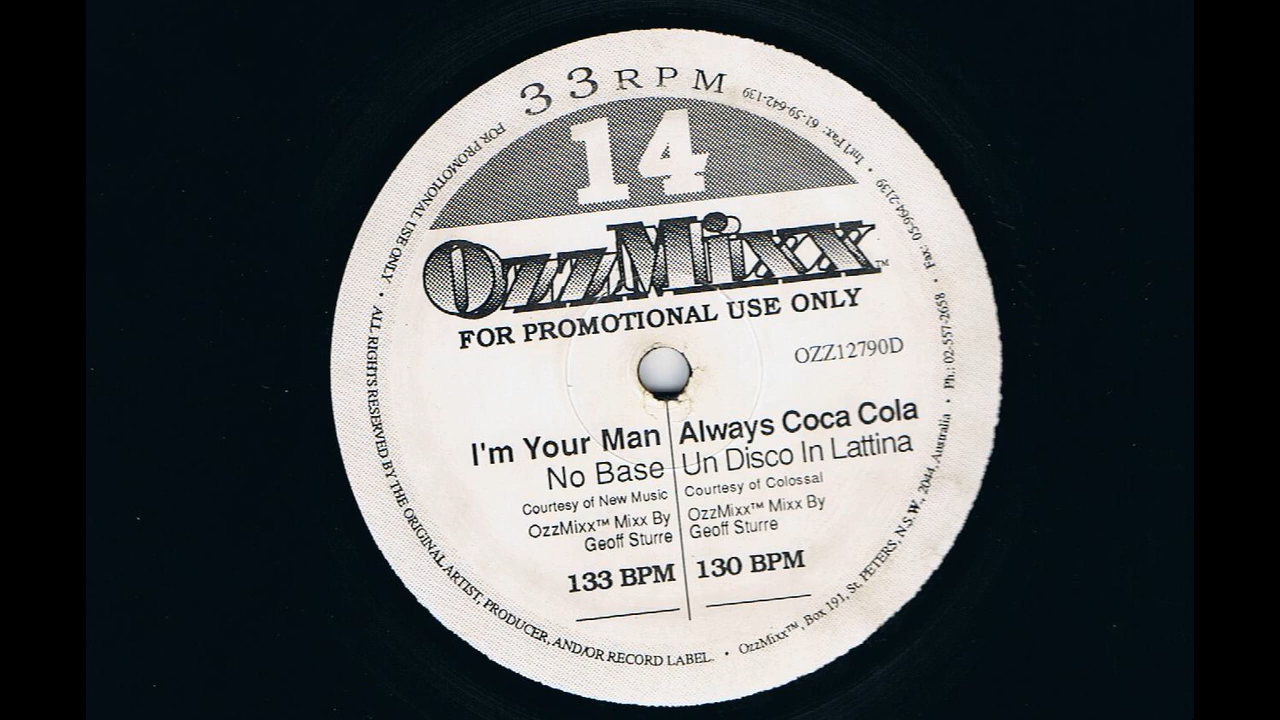 33 RPM
14
OzzMixx™
FOR PROMOTIONAL USE ONLY
OZZ12790D
I'm Your Man
No Base
Courtesy of New Music
OzzMixx™ Mixx By
Geoff Sturre
133 BPM
Always Coca Cola
Un Disco In Lattina
Courtesy of Colossal
OzzMixx™ Mixx By
Geoff Sturre
130 BPM
FOR PROMOTIONAL USE ONLY • ALL RIGHTS RESERVED BY THE ORIGINAL ARTIST, PRODUCER, AND/OR RECORD LABEL. • OzzMixx™, Box 191, St. PETERS, N.S.W., 2044, Australia • Ph.: 02-557-2658 • Fax: 05-964-2139 • Int'l Fax: 61-59-642-139